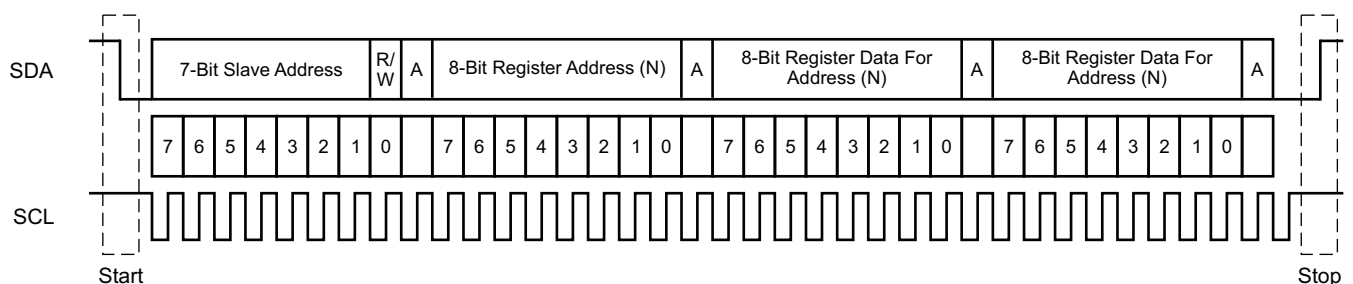 SDA
7-Bit Slave Address
R/
W
A
8-Bit Register Address (N)
A
8-Bit Register Data For
Address (N)
A
8-Bit Register Data For
Address (N)
A
7 6 5 4 3 2 1 0 7 6 5 4 3 2 1 0 7 6 5 4 3 2 1 0 7 6 5 4 3 2 1 0
SCL
Start
Stop